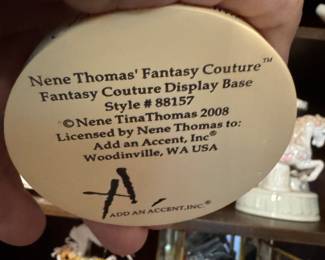 Nene Thomas' Fantasy Couture™
Fantasy Couture Display Base
Style # 88157
©Nene TinaThomas 2008
Licensed by Nene Thomas to:
Add an Accent, Inc®
Woodinville, WA USA
A,
ADD AN ACCENT, INC.®